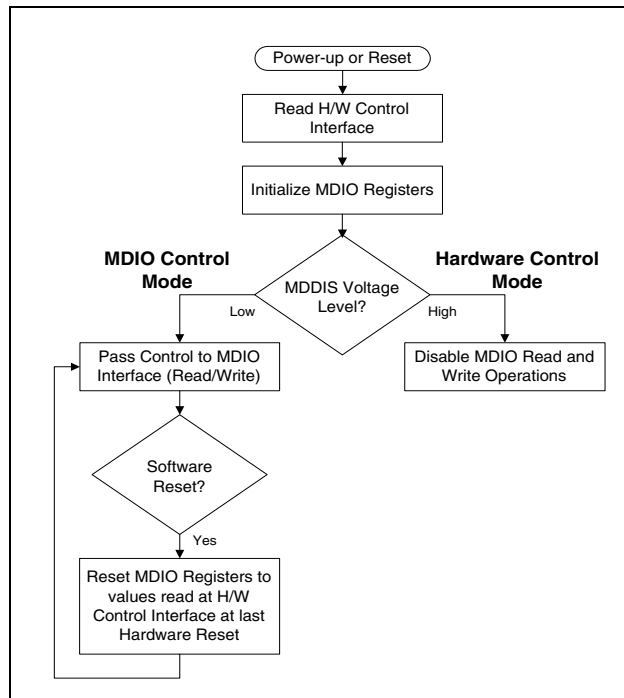 Power-up or Reset
Read H/W Control
Interface
Initialize MDIO Registers
MDIO Control
Mode
Hardware Control
Mode
MDDIS Voltage
Level?
Low
High
Pass Control to MDIO
Interface (Read/Write)
Disable MDIO Read and
Write Operations
Software
Reset?
Yes
Reset MDIO Registers to
values read at H/W
Control Interface at last
Hardware Reset